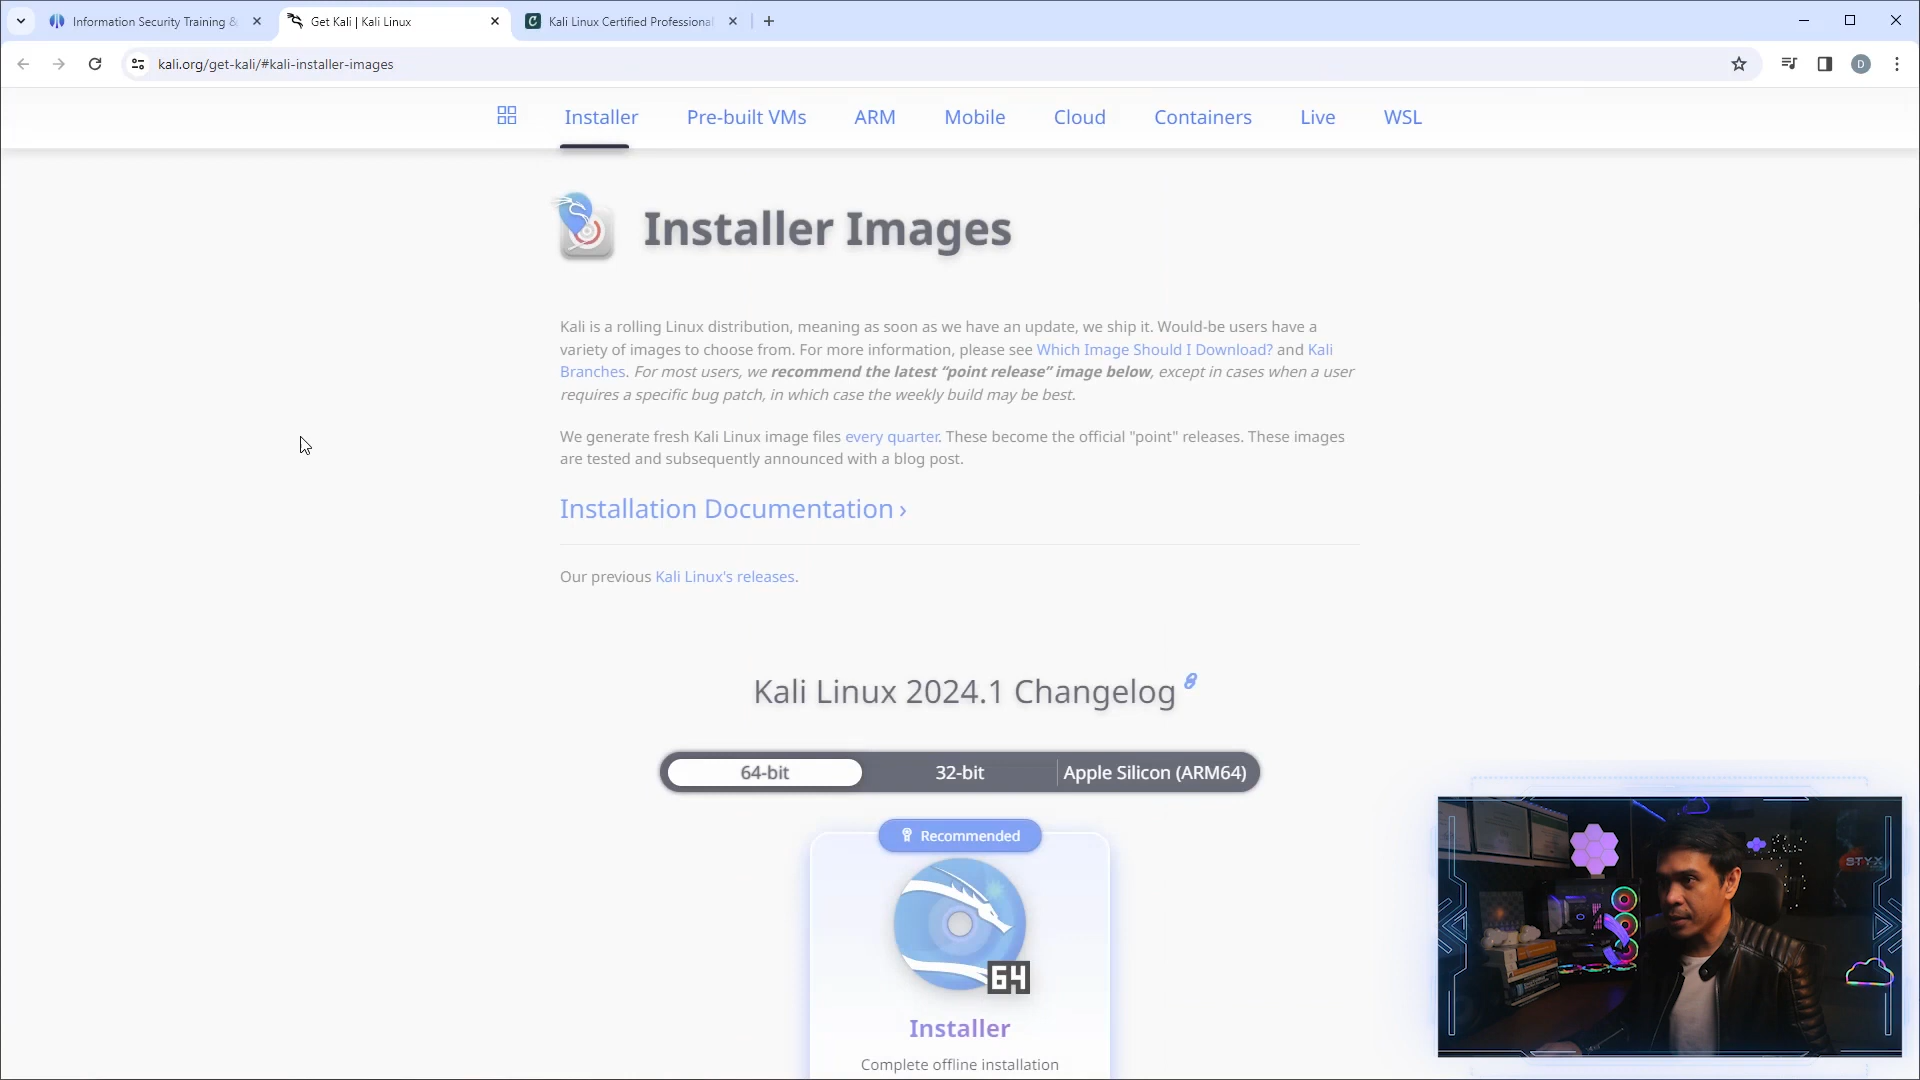 Information Security Training &
Get Kali | Kali Linux
Kali Linux Certified Professional
kali.org/get-kali/#kali-installer-images
D
Installer
Pre-built VMs
ARM
Mobile
Cloud
Containers
Live
WSL
Installer Images
Kali is a rolling Linux distribution, meaning as soon as we have an update, we ship it. Would-be users have a
variety of images to choose from. For more information, please see Which Image Should I Download? and Kali
Branches. For most users, we recommend the latest “point release” image below, except in cases when a user
requires a specific bug patch, in which case the weekly build may be best.
We generate fresh Kali Linux image files every quarter. These become the official "point" releases. These images
are tested and subsequently announced with a blog post.
Installation Documentation ›
Our previous Kali Linux's releases.
Kali Linux 2024.1 Changelog
64-bit
32-bit
Apple Silicon (ARM64)
Recommended
64
Installer
Complete offline installation
STYX